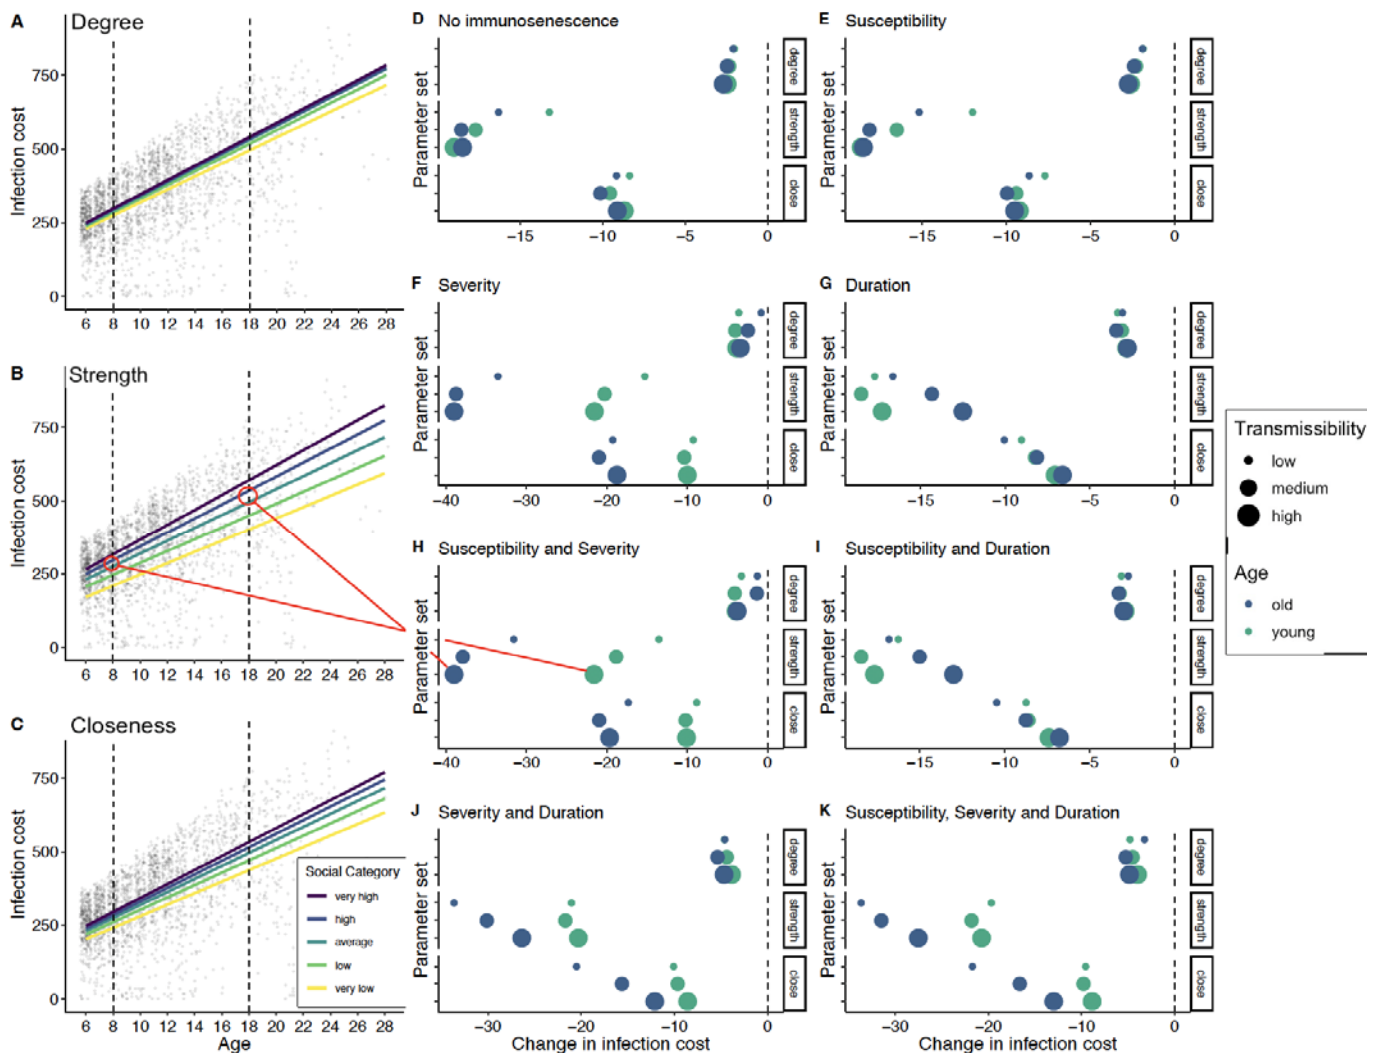 A Degree
Infection cost
750
500
250
0
6 8 10 12 14 16 18 20 22 24 26 28
B Strength
Infection cost
750
500
250
0
6 8 10 12 14 16 18 20 22 24 26 28
C Closeness
Infection cost
750
500
250
0
6 8 10 12 14 16 18 20 22 24 26 28
Age
Social Category
very high
high
average
low
very low
D No immunosenescence
Parameter set
degree
strength
close
−15 −10 −5 0
E Susceptibility
degree
strength
close
−15 −10 −5 0
F Severity
Parameter set
degree
strength
close
−40 −30 −20 −10 0
G Duration
degree
strength
close
−15 −10 −5 0
H Susceptibility and Severity
Parameter set
degree
strength
close
−40 −30 −20 −10 0
I Susceptibility and Duration
degree
strength
close
−15 −10 −5 0
J Severity and Duration
Parameter set
degree
strength
close
−30 −20 −10 0
Change in infection cost
K Susceptibility, Severity and Duration
degree
strength
close
−30 −20 −10 0
Change in infection cost
Transmissibility
low
medium
high
Age
old
young